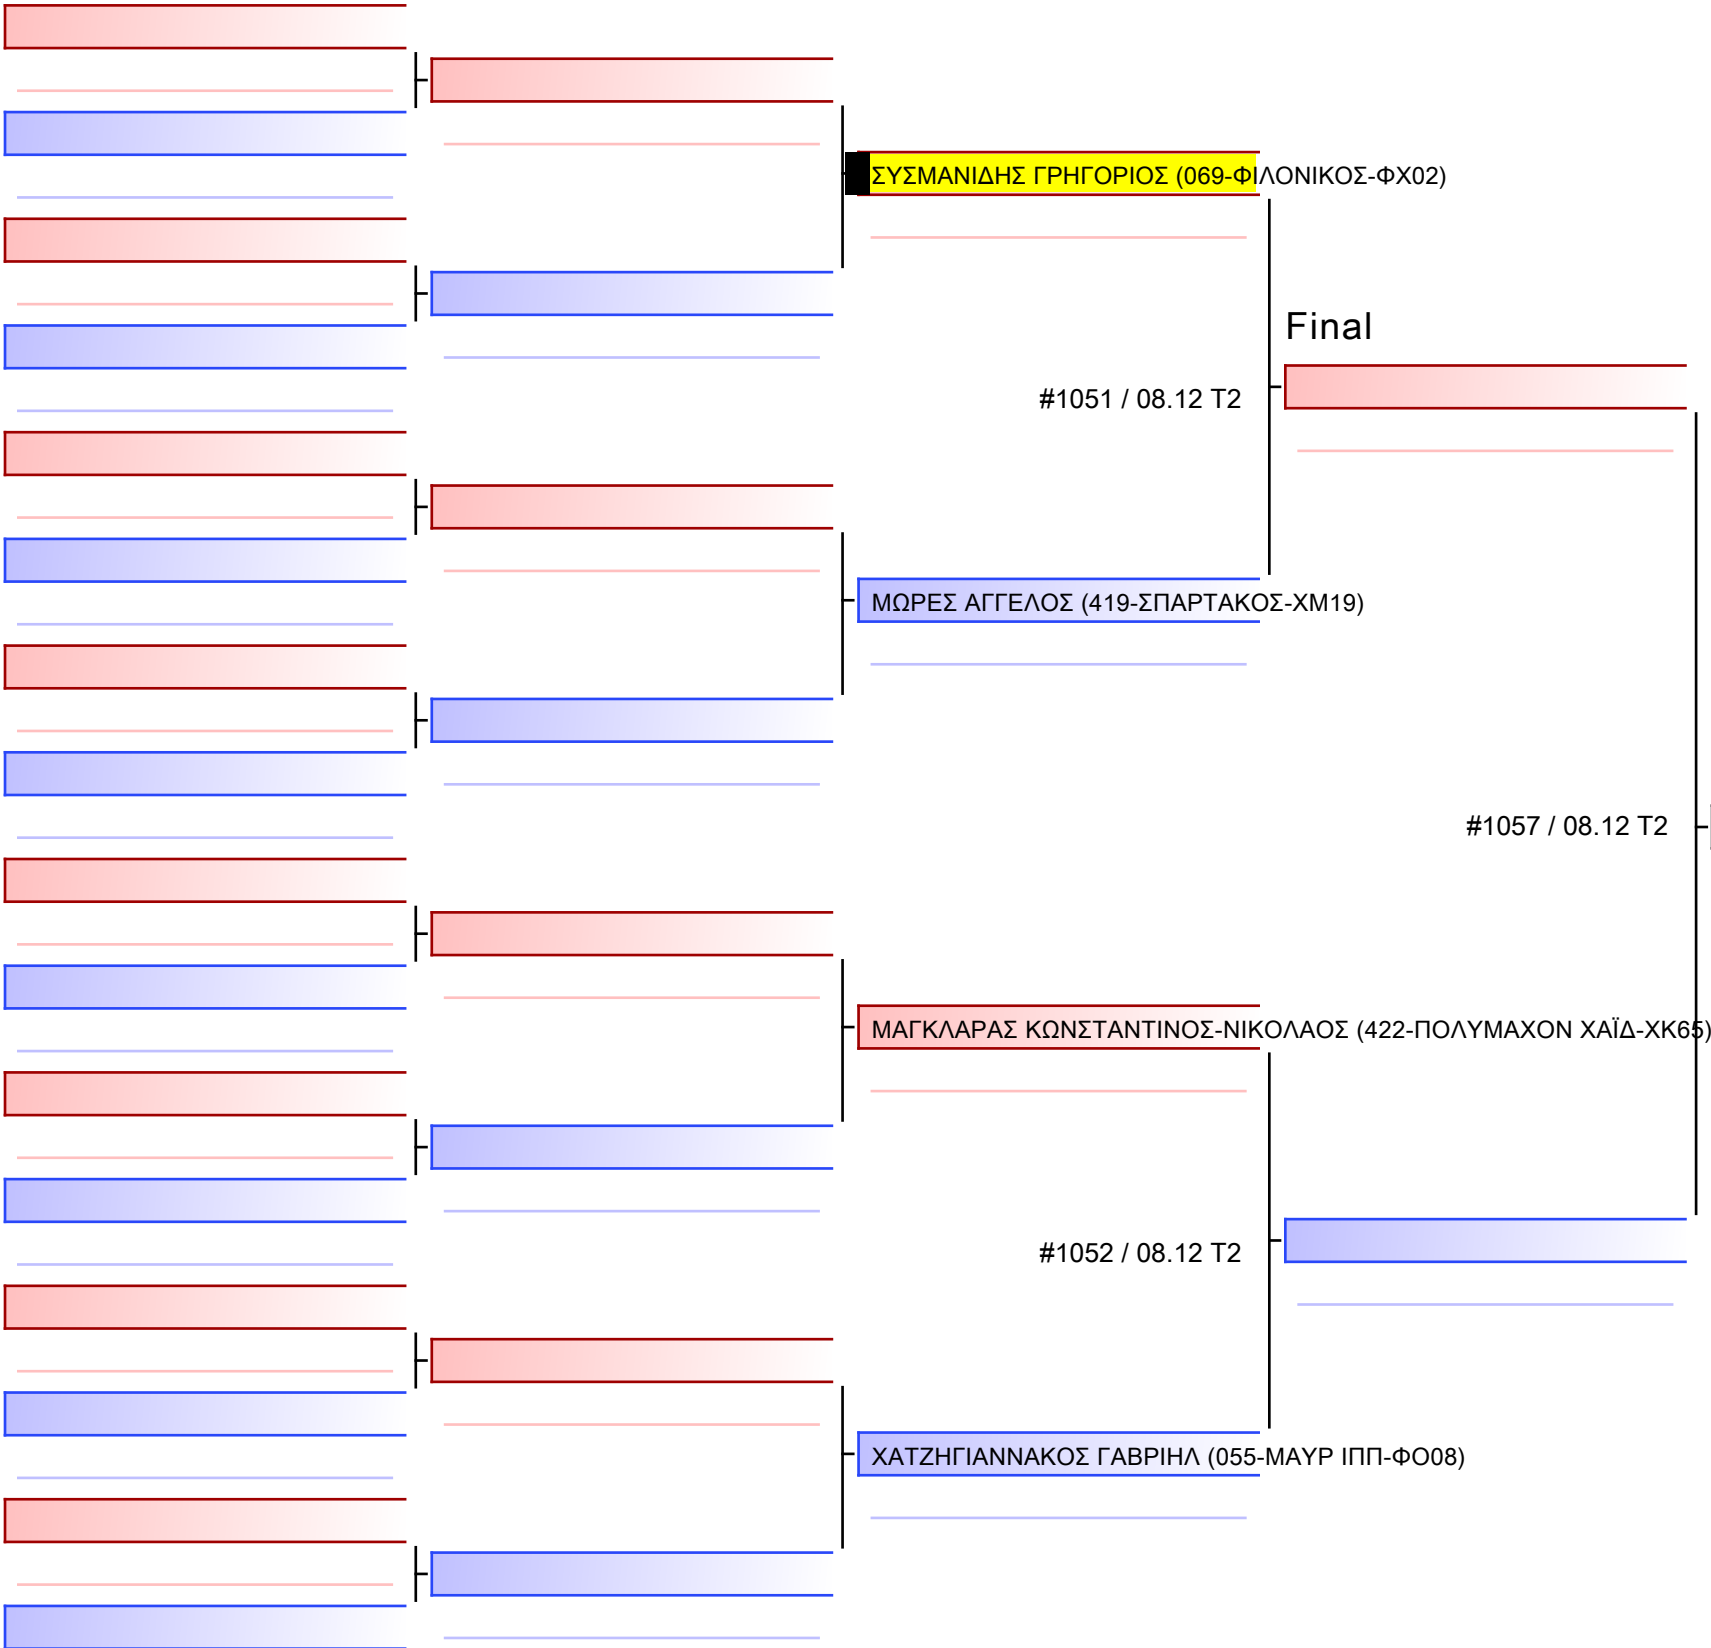 ΣΥΣΜΑΝΙΔΗΣ ΓΡΗΓΟΡΙΟΣ (069-ΦΙΛΟΝΙΚΟΣ-ΦΧ02)
Final
#1051 / 08.12 T2
ΜΩΡΕΣ ΑΓΓΕΛΟΣ (419-ΣΠΑΡΤΑΚΟΣ-ΧΜ19)
#1057 / 08.12 T2
ΜΑΓΚΛΑΡΑΣ ΚΩΝΣΤΑΝΤΙΝΟΣ-ΝΙΚΟΛΑΟΣ (422-ΠΟΛΥΜΑΧΟΝ ΧΑΪΔ-ΧΚ65)
#1052 / 08.12 T2
ΧΑΤΖΗΓΙΑΝΝΑΚΟΣ ΓΑΒΡΙΗΛ (055-ΜΑΥΡ ΙΠΠ-ΦΟ08)